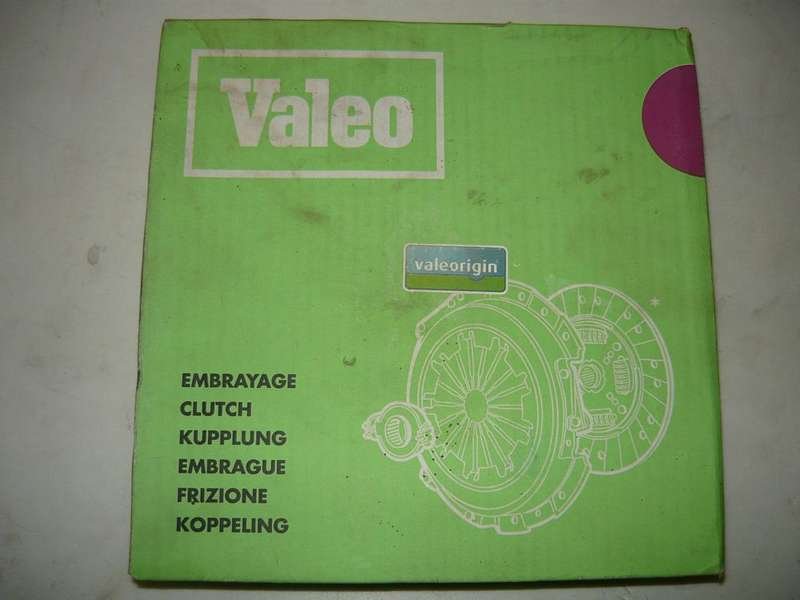 Valeo
valeorigin
EMBRAYAGE
CLUTCH
KUPPLUNG
EMBRAGUE
FRIZIONE
KOPPELING